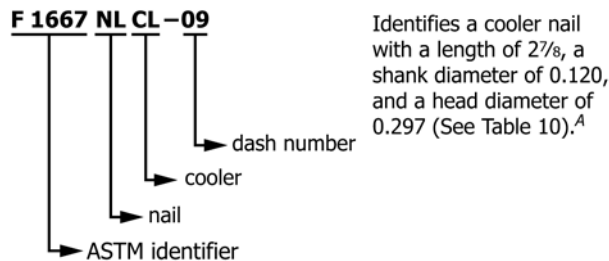 F 1667 NL CL–09
dash number
cooler
nail
ASTM identifier
Identifies a cooler nail
with a length of 2⅞, a
shank diameter of 0.120,
and a head diameter of
0.297 (See Table 10).ᴬ